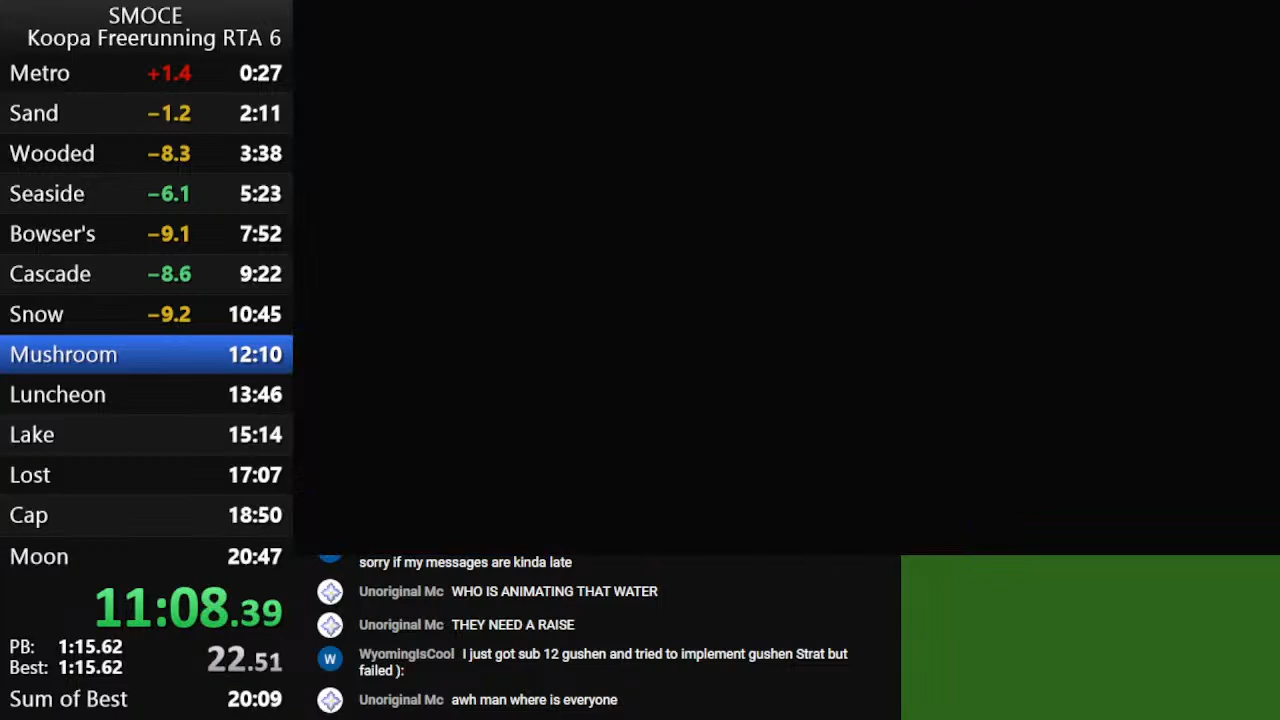 SMOCE
Koopa Freerunning RTA 6
Metro +1.4 0:27
Sand −1.2 2:11
Wooded −8.3 3:38
Seaside −6.1 5:23
Bowser's −9.1 7:52
Cascade −8.6 9:22
Snow −9.2 10:45
Mushroom 12:10
Luncheon 13:46
Lake 15:14
Lost 17:07
Cap 18:50
Moon 20:47
11:08.39
PB: 1:15.62
Best: 1:15.62
22.51
Sum of Best 20:09
sorry if my messages are kinda late
Unoriginal Mc WHO IS ANIMATING THAT WATER
Unoriginal Mc THEY NEED A RAISE
W WyomingIsCool I just got sub 12 gushen and tried to implement gushen Strat but
failed ):
Unoriginal Mc awh man where is everyone